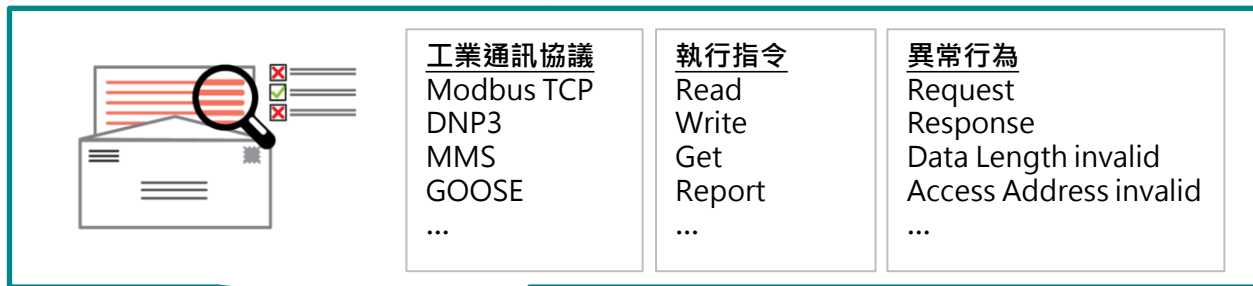 工業通訊協議
Modbus TCP
DNP3
MMS
GOOSE
...
執行指令
Read
Write
Get
Report
...
異常行為
Request
Response
Data Length invalid
Access Address invalid
...